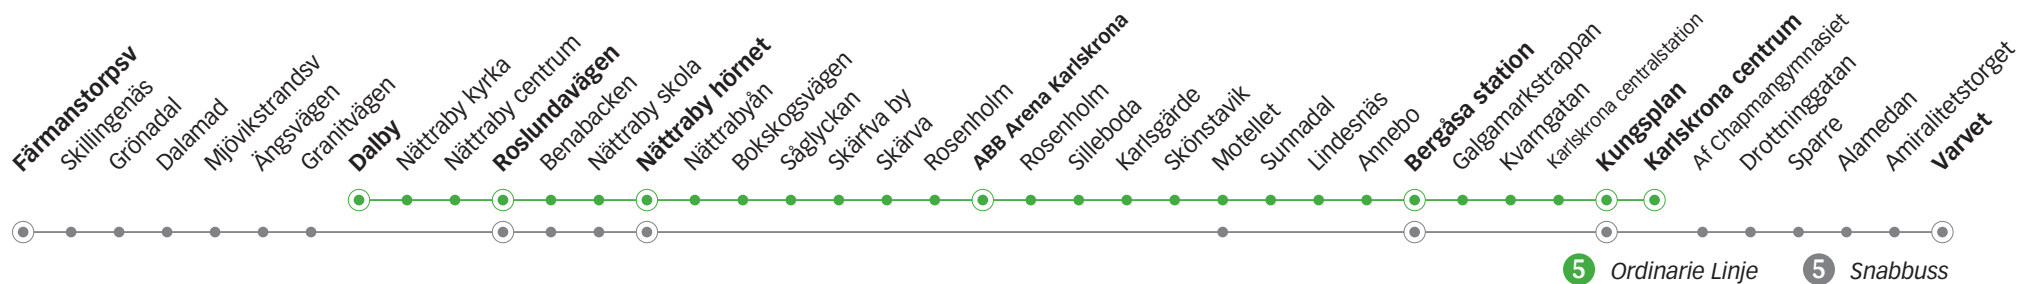 Färmanstorpsv
Skillingenäs
Grönadal
Dalamad
Mjövikstrandsv
Ängsvägen
Granitvägen
Dalby
Nättraby kyrka
Nättraby centrum
Roslundavägen
Benabacken
Nättraby skola
Nättraby hörnet
Nättrabyån
Bokskogsvägen
Såglyckan
Skärfva by
Skärva
Rosenholm
ABB Arena Karlskrona
Rosenholm
Silleboda
Karlsgärde
Skönstavik
Motellet
Sunnadal
Lindesnäs
Annebo
Bergåsa station
Galgamarkstrappan
Kvarngatan
Karlskrona centralstation
Kungsplan
Karlskrona centrum
Af Chapmangymnasiet
Drottninggatan
Sparre
Alamedan
Amiralitetstorget
Varvet
5 Ordinarie Linje 5 Snabbuss